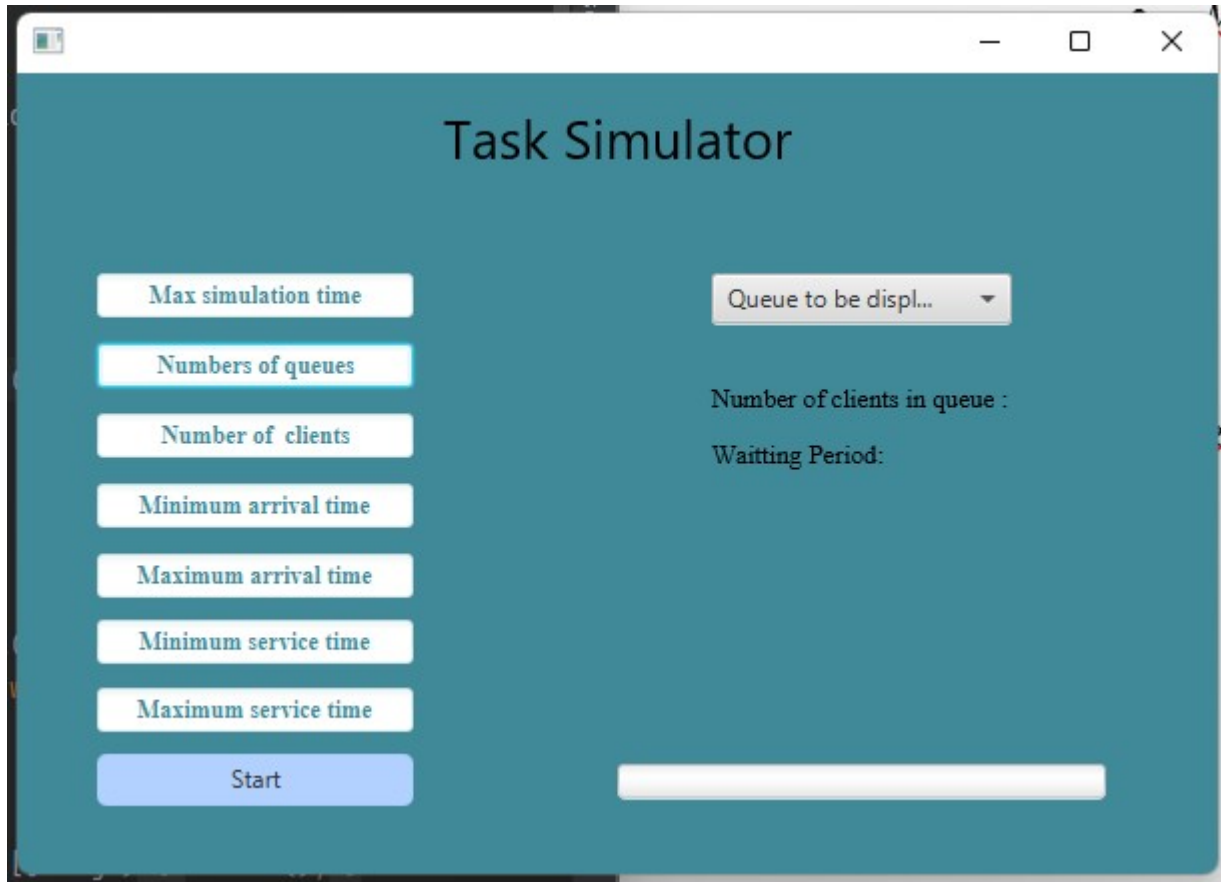 Task Simulator
Max simulation time
Numbers of queues
Number of  clients
Minimum arrival time
Maximum arrival time
Minimum service time
Maximum service time
Start
Queue to be displ...
Number of clients in queue :
Waitting Period: